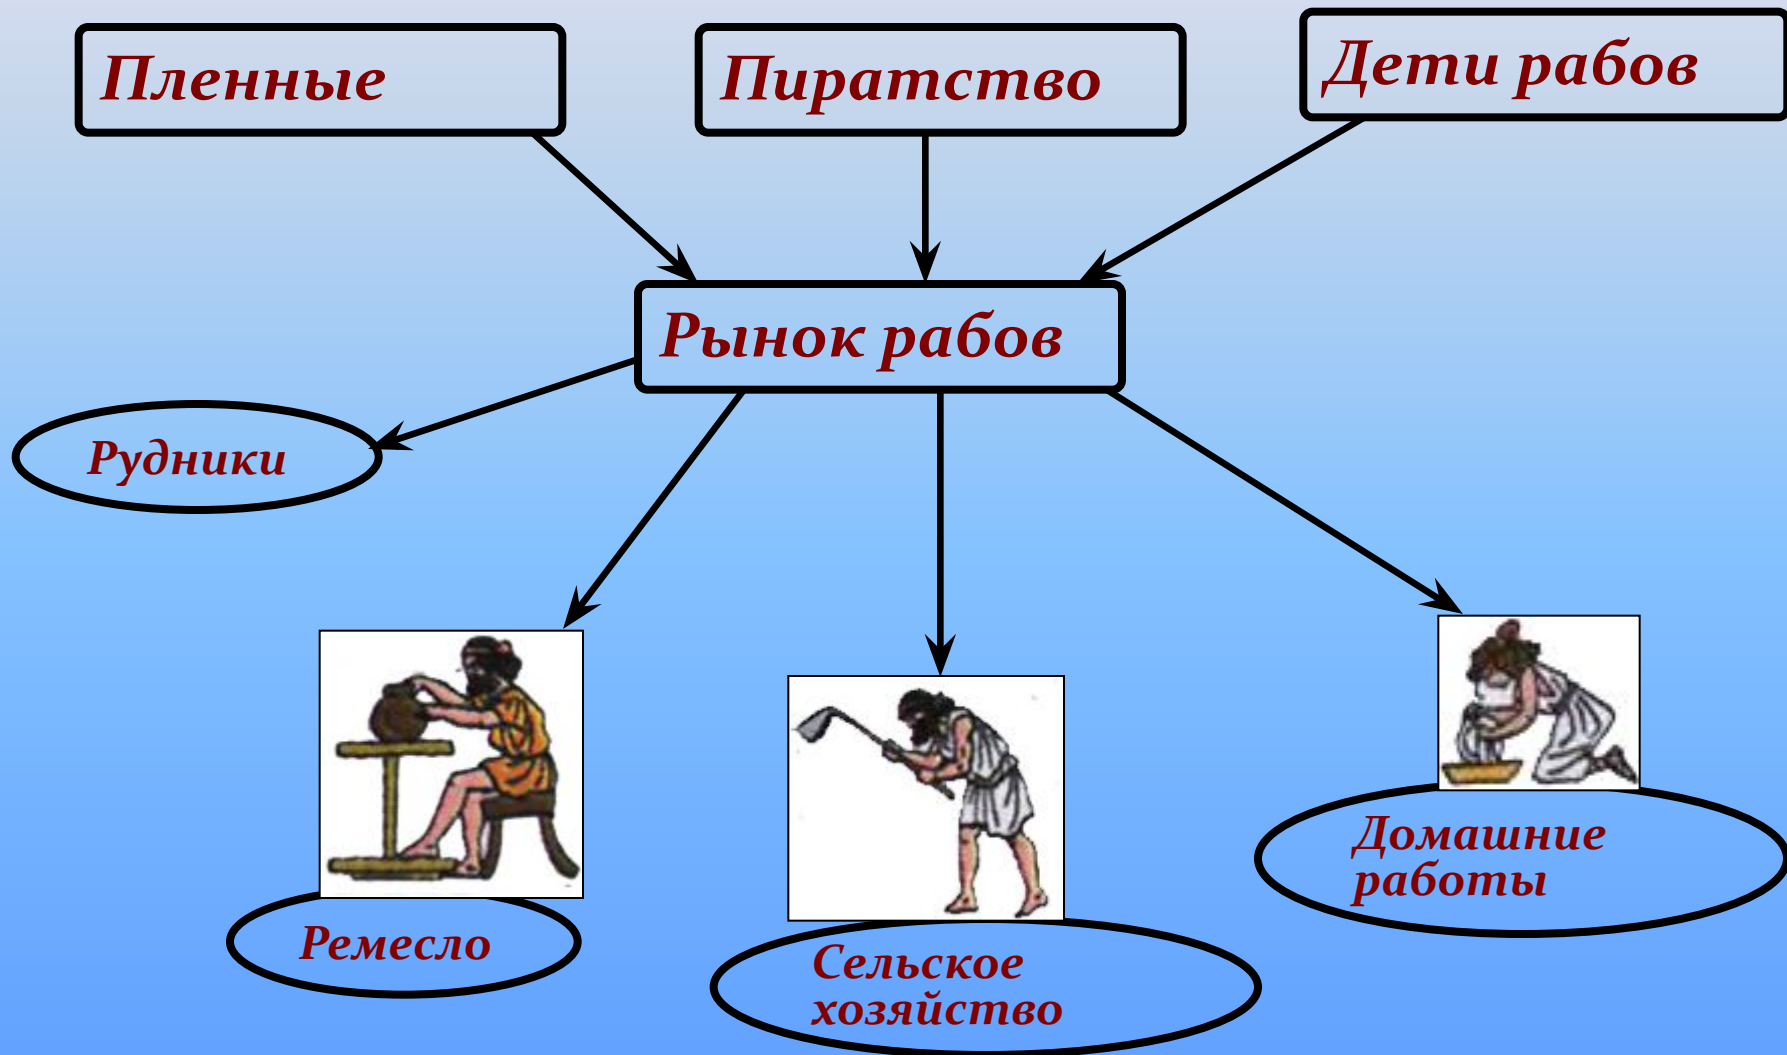 Пленные
Пиратство
Дети рабов
Рынок рабов
Рудники
Ремесло
Сельское
хозяйство
Домашние
работы